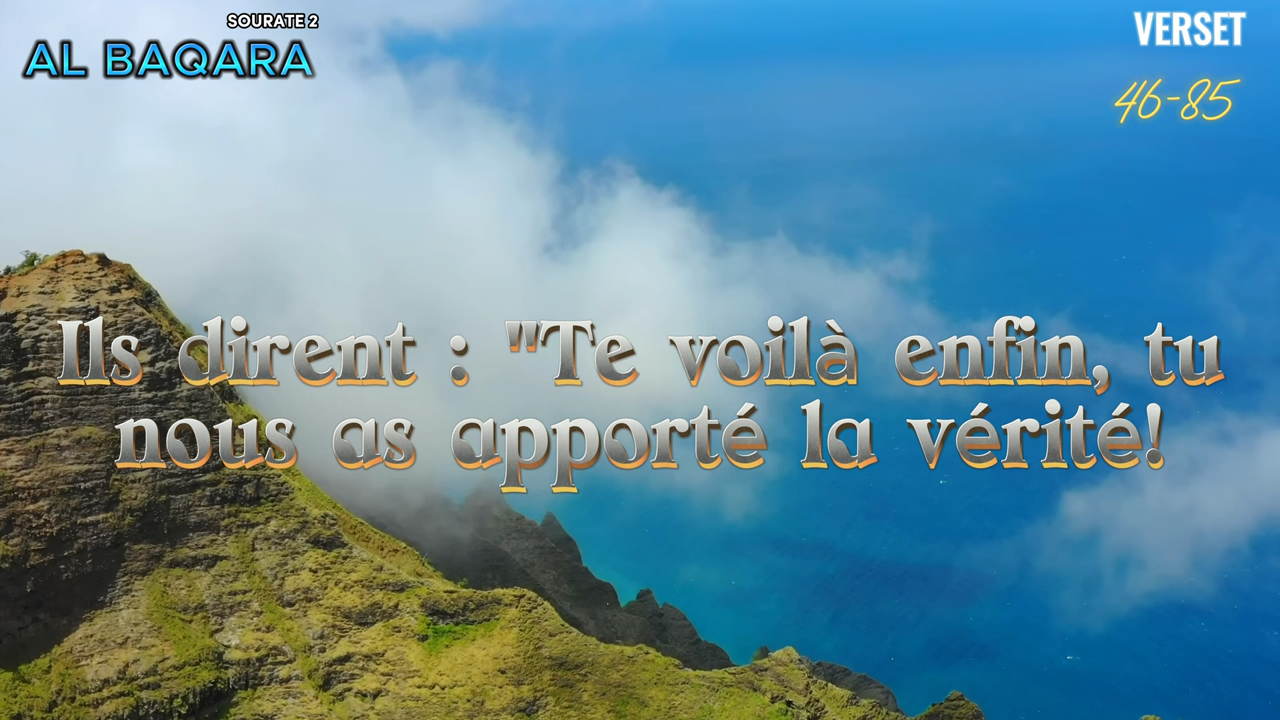 SOURATE 2
AL BAQARA
VERSET
46-85
Ils dirent : "Te voilà enfin, tu
nous as apporté la vérité!